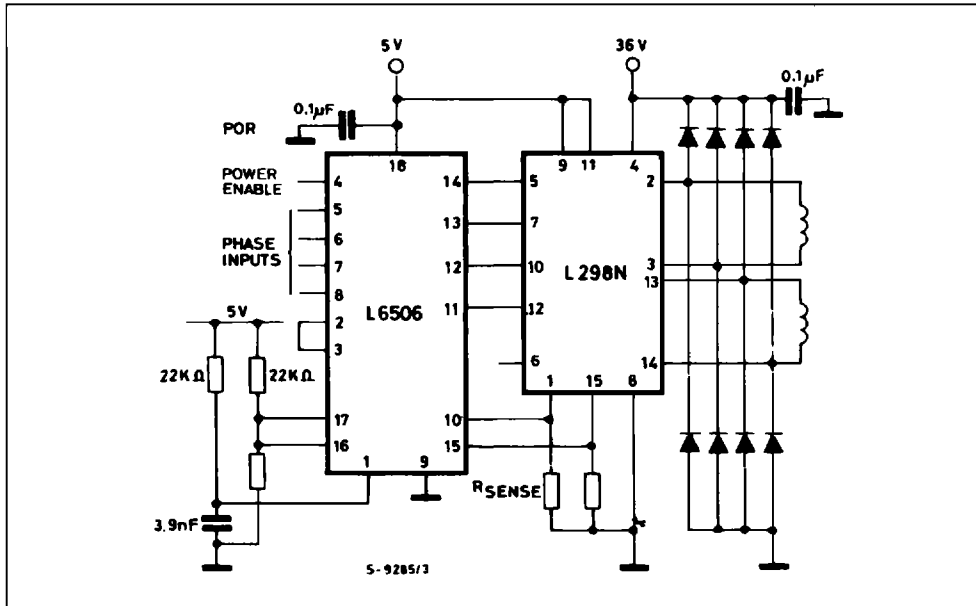 5V
36V
0.1µF
0.1µF
POR
18
9
11
4
POWER
ENABLE
4
14
5
2
5
13
7
PHASE
INPUTS
6
7
8
12
10
L6506
L298N
3
13
11
12
5V
2
3
6
14
22KΩ
22KΩ
1
15
8
17
10
16
15
1
9
RSENSE
3.9nF
S-9285/3